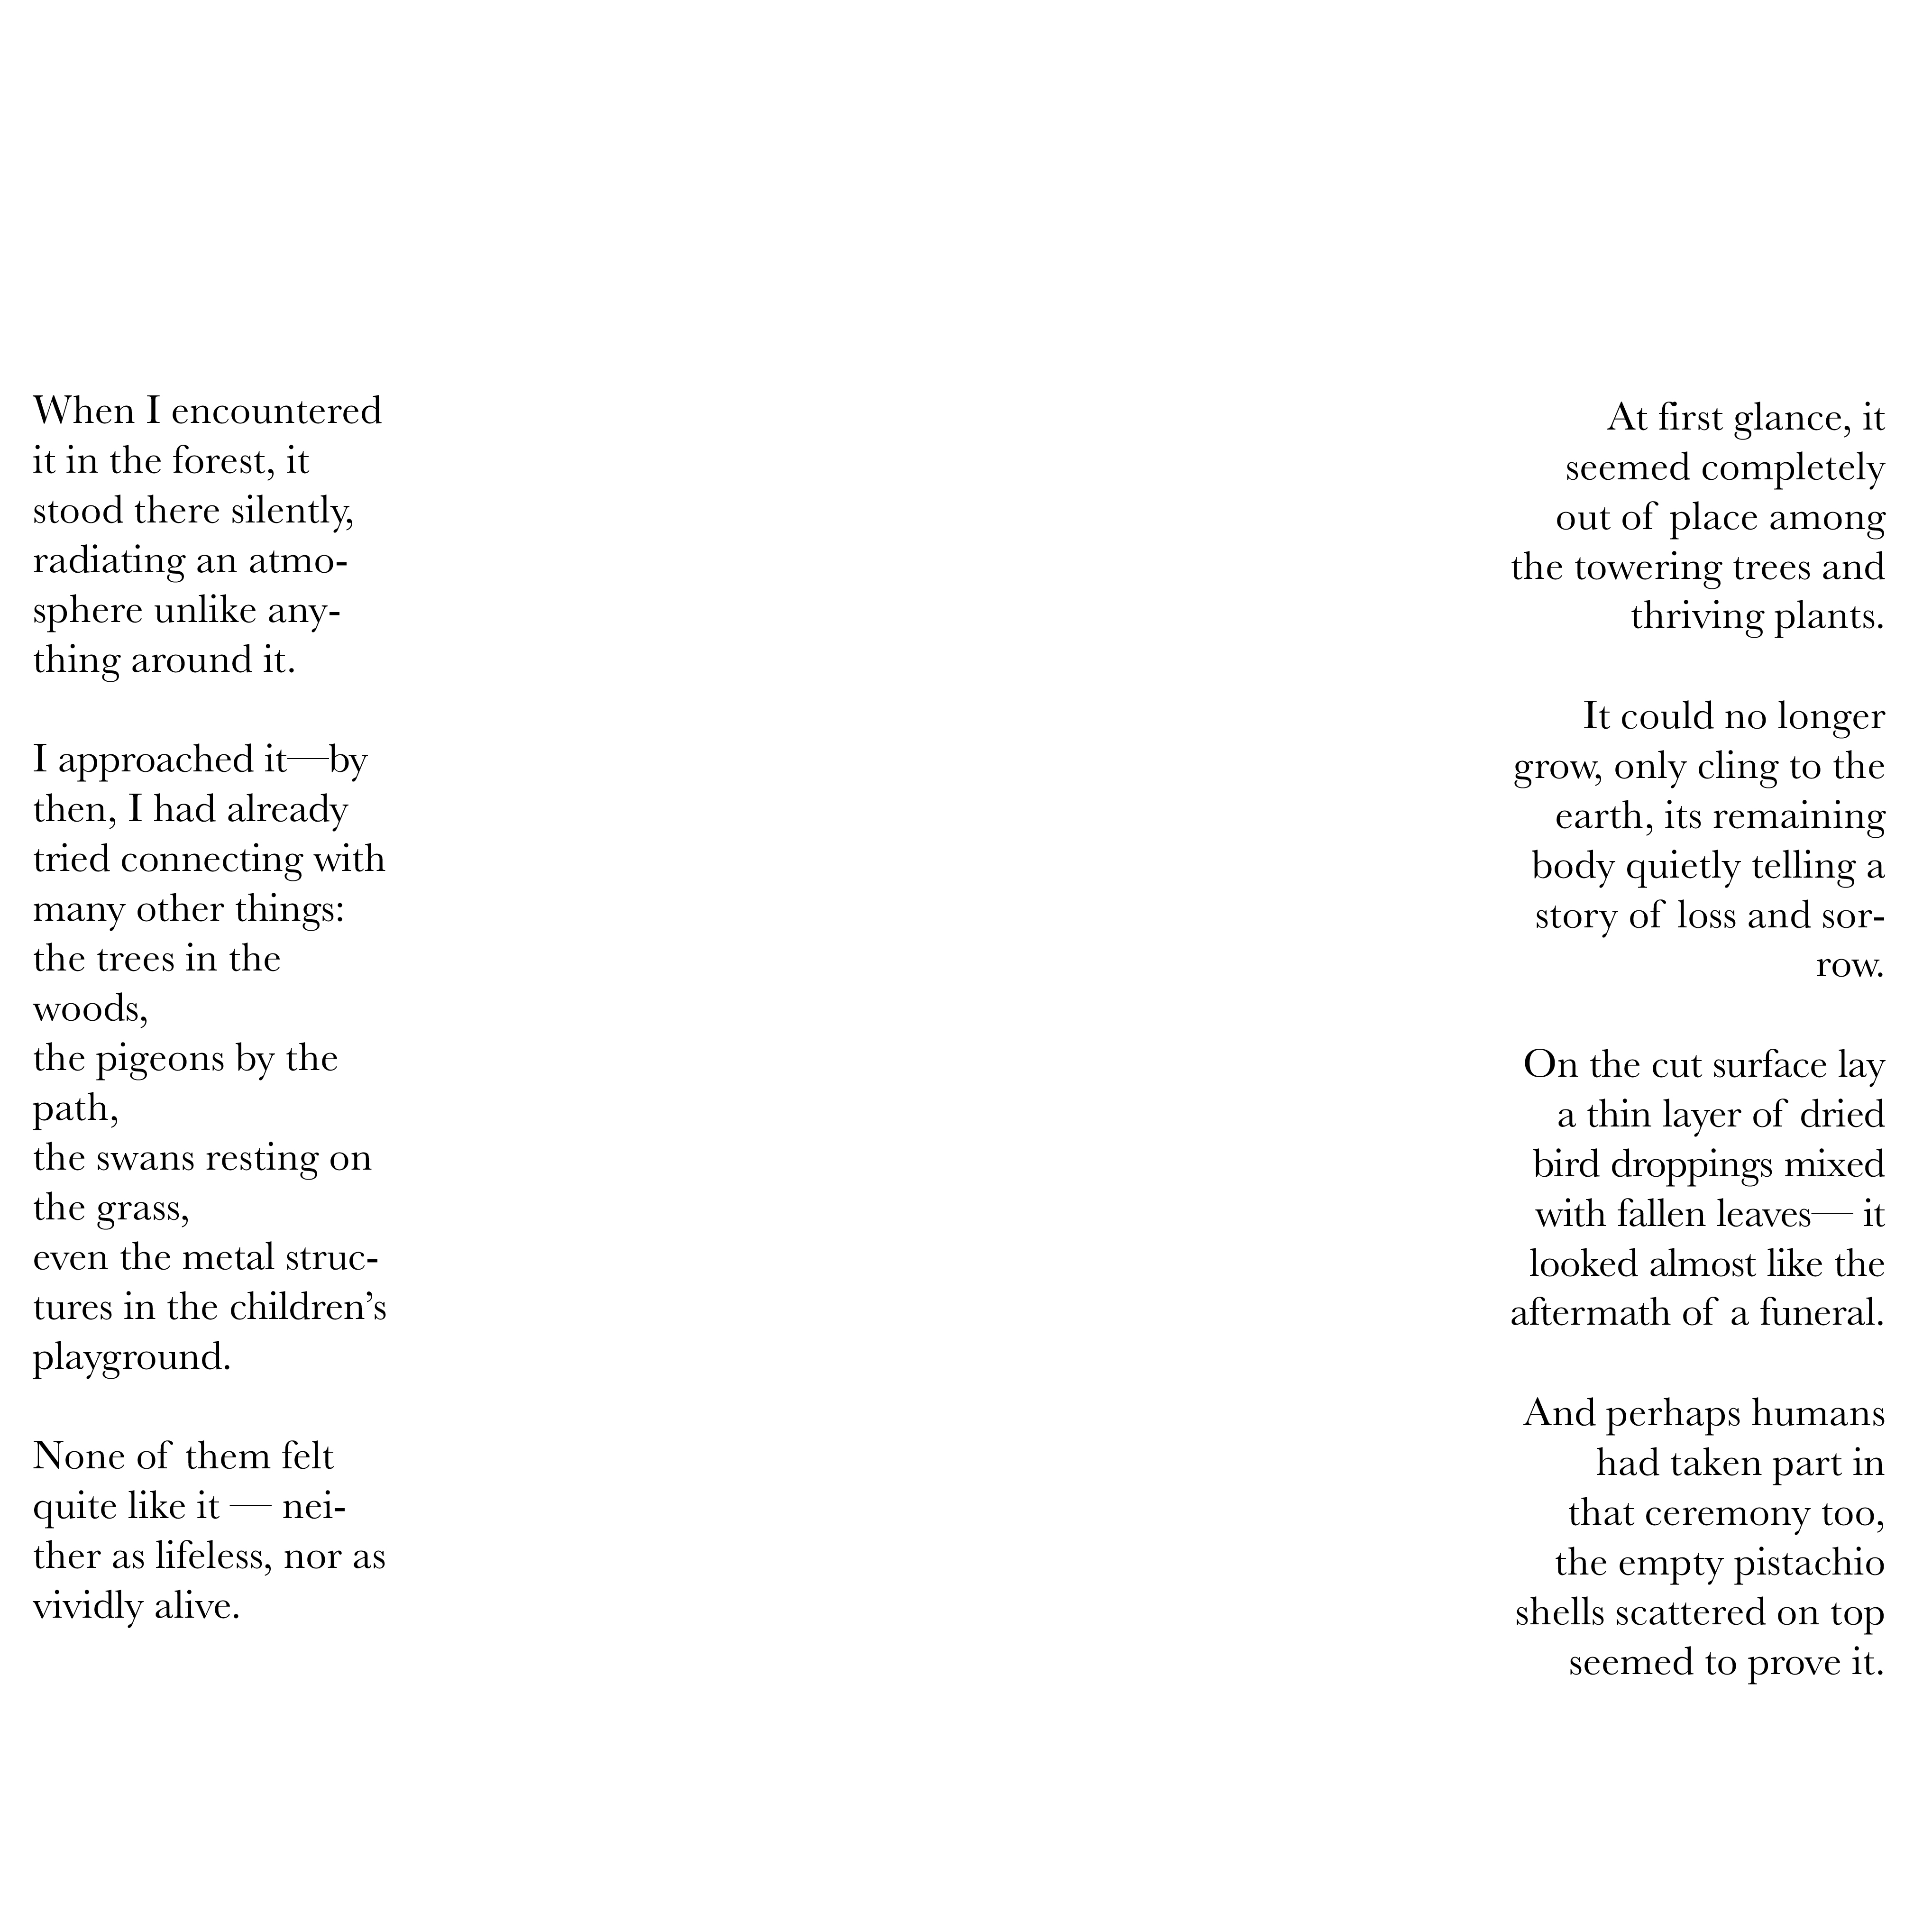 When I encountered
it in the forest, it
stood there silently,
radiating an atmo-
sphere unlike any-
thing around it.
I approached it—by
then, I had already
tried connecting with
many other things:
the trees in the
woods,
the pigeons by the
path,
the swans resting on
the grass,
even the metal struc-
tures in the children’s
playground.
None of them felt
quite like it — nei-
ther as lifeless, nor as
vividly alive.
At first glance, it
seemed completely
out of place among
the towering trees and
thriving plants.
It could no longer
grow, only cling to the
earth, its remaining
body quietly telling a
story of loss and sor-
row.
On the cut surface lay
a thin layer of dried
bird droppings mixed
with fallen leaves— it
looked almost like the
aftermath of a funeral.
And perhaps humans
had taken part in
that ceremony too,
the empty pistachio
shells scattered on top
seemed to prove it.